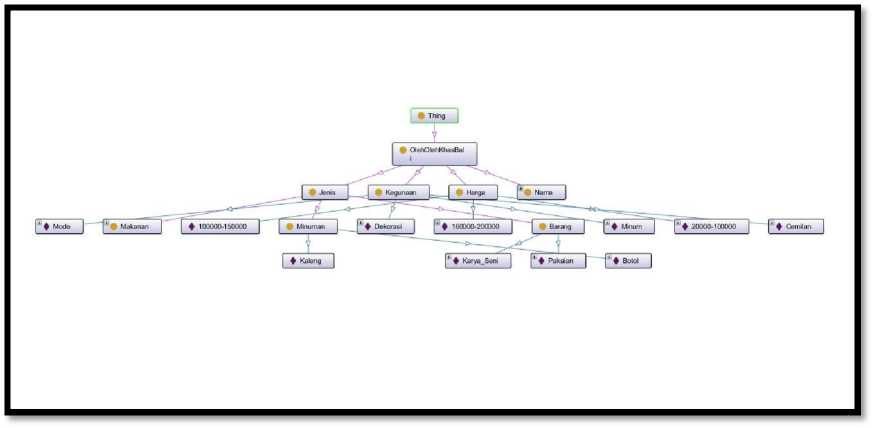 Thing
OlehOlehKhasBal
i
Jenis
Kegunaan
Harga
Nama
Mode
Makanan
100000-150000
Minuman
Dekorasi
160000-200000
Barang
Minum
20000-100000
Cemilan
Kaleng
Karya_Seni
Pakaian
Botol